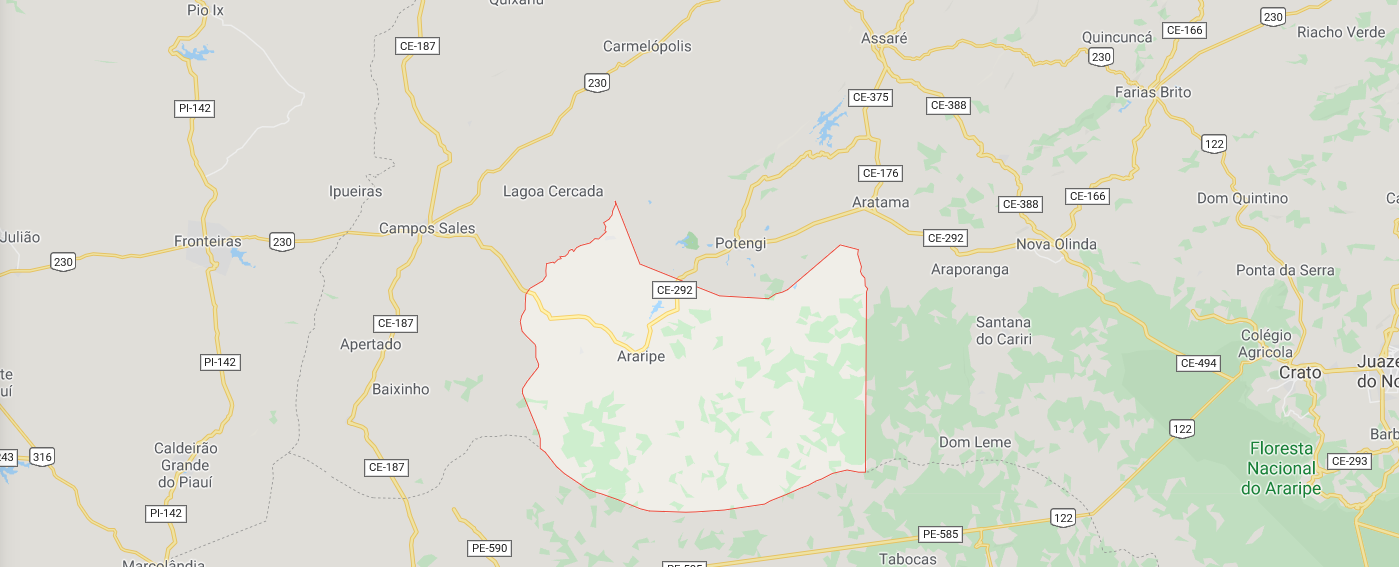 Pio Ix
Quixariú
CE-187
Carmelópolis
Assaré
Quincuncá
CE-166
230
Riacho Verde
230
230
CE-375
CE-388
Farias Brito
PI-142
122
CE-176
Ipueiras
Lagoa Cercada
CE-388
CE-166
Dom Quintino
Aratama
Julião
Fronteiras
230
Campos Sales
Potengi
CE-292
Nova Olinda
230
Araporanga
Ponta da Serra
CE-292
CE-187
Santana
do Cariri
Apertado
Araripe
Colégio
Agricola
PI-142
CE-494
Crato
Juaze
do No
Baixinho
122
Dom Leme
Barb
Caldeirão
Grande
do Piauí
243
316
CE-187
Floresta
Nacional
do Araripe
CE-293
PI-142
122
PE-590
PE-585
Tabocas
Marcolândia